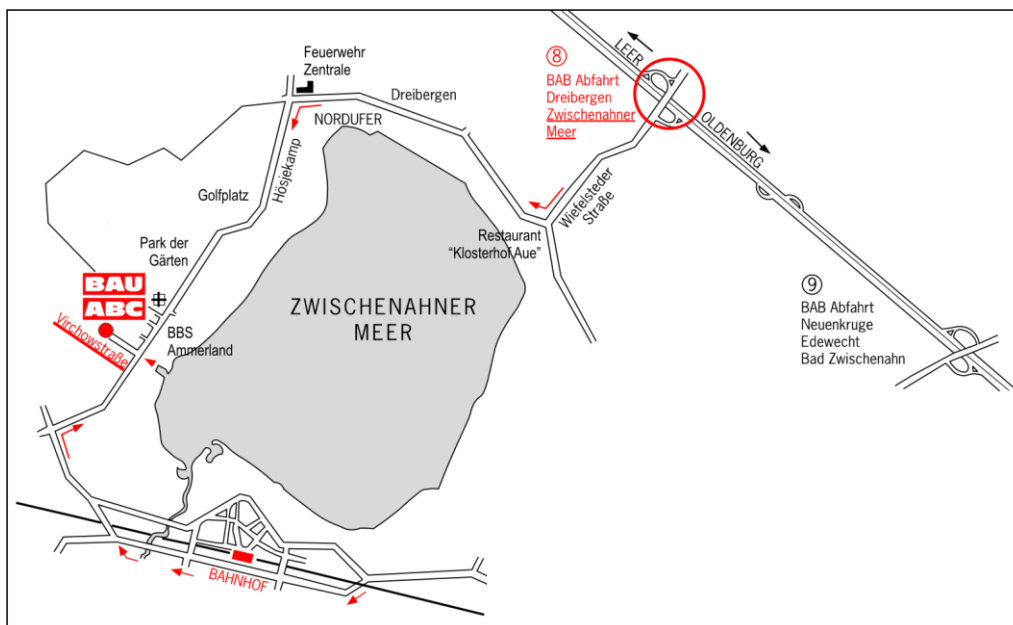 Feuerwehr
Zentrale
Dreibergen
NORDUFER
Hösjekamp
Golfplatz
Park der
Gärten
BAU
ABC
Virchowstraße
BBS
Ammerland
ZWISCHENAHNER
MEER
Restaurant
“Klosterhof Aue”
Wiefelsteder
Straße
8
BAB Abfahrt
Dreibergen
Zwischenahner
Meer
LEER
OLDENBURG
9
BAB Abfahrt
Neuenkruge
Edewecht
Bad Zwischenahn
BAHNHOF